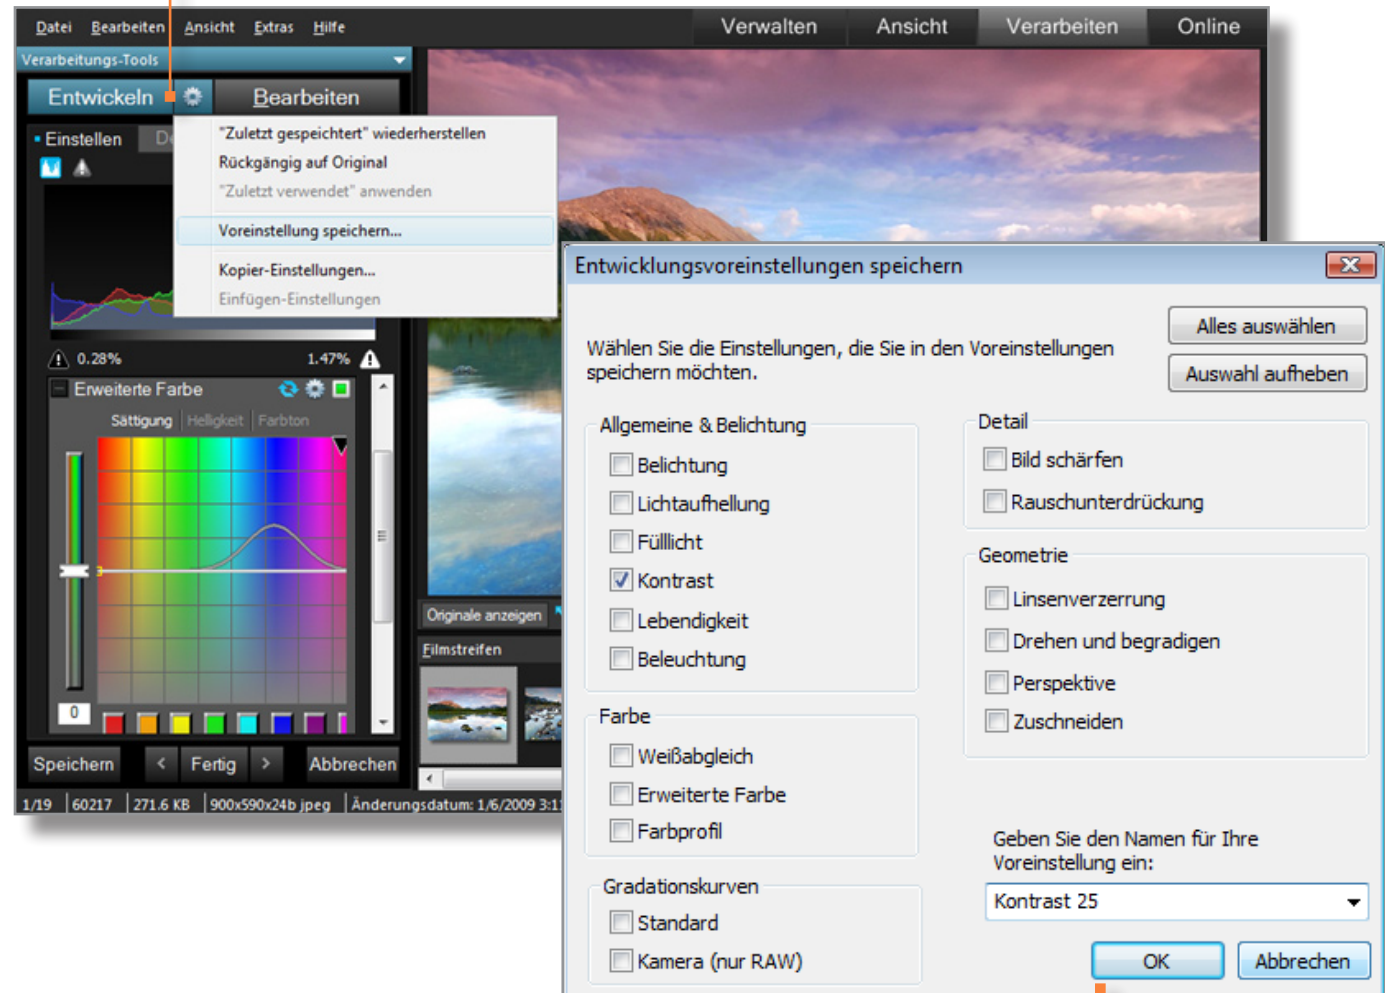 Datei Bearbeiten Ansicht Extras Hilfe
Verwalten Ansicht Verarbeiten Online
Verarbeitungs-Tools
Entwickeln Bearbeiten
Einstellen De
"Zuletzt gespeichtert" wiederherstellen
Rückgängig auf Original
"Zuletzt verwendet" anwenden
Voreinstellung speichern...
Kopier-Einstellungen...
Einfügen-Einstellungen
0.28% 1.47%
Erweiterte Farbe
Sättigung Helligkeit Farbton
0
Speichern < Fertig > Abbrechen
1/19 60217 271.6 KB 900x590x24b jpeg Änderungsdatum: 1/6/2009 3:11
Originale anzeigen
Filmstreifen
Entwicklungsvoreinstellungen speichern
Wählen Sie die Einstellungen, die Sie in den Voreinstellungen
speichern möchten.
Alles auswählen
Auswahl aufheben
Allgemeine & Belichtung
Belichtung
Lichtaufhellung
Fülllicht
Kontrast
Lebendigkeit
Beleuchtung
Farbe
Weißabgleich
Erweiterte Farbe
Farbprofil
Gradationskurven
Standard
Kamera (nur RAW)
Detail
Bild schärfen
Rauschunterdrückung
Geometrie
Linsenverzerrung
Drehen und begradigen
Perspektive
Zuschneiden
Geben Sie den Namen für Ihre
Voreinstellung ein:
Kontrast 25
OK Abbrechen